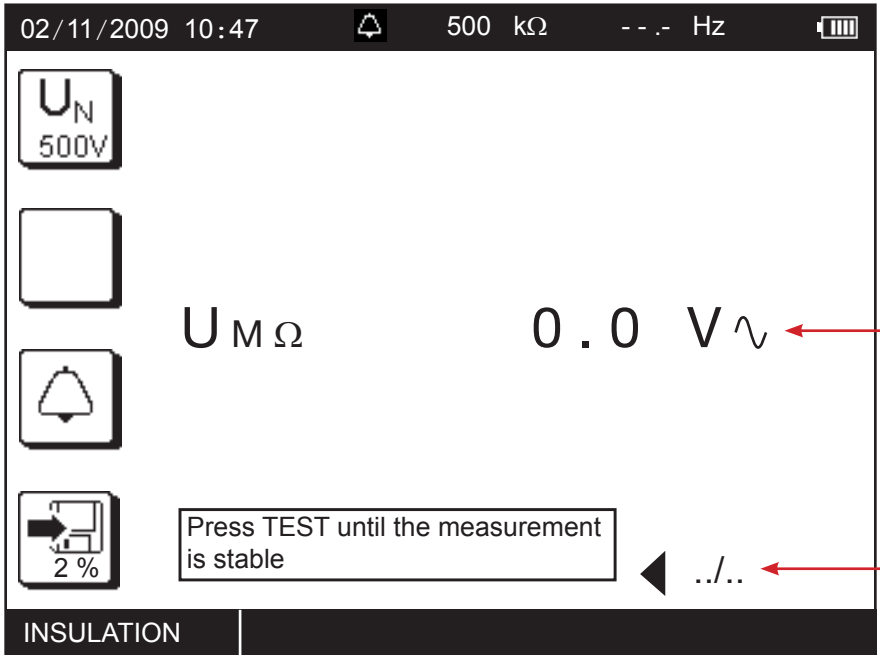 02/11/2009 10:47 500 kΩ - - .- Hz
UN
500V
UMΩ 0.0 V
2 %
Press TEST until the measurement
is stable
../..
INSULATION